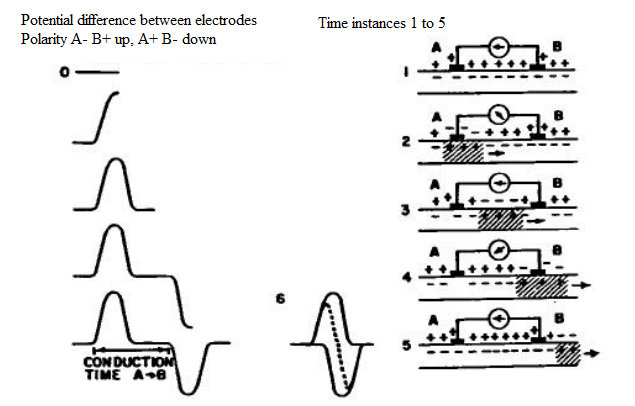 Potential difference between electrodes
Polarity A- B+ up, A+ B- down
Time instances 1 to 5
0
A B
1
A B
2
A B
3
A B
4
A B
5
6
CONDUCTION
TIME A→B